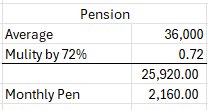 Pension
Average 36,000
Mulity by 72% 0.72
25,920.00
Monthly Pen 2,160.00